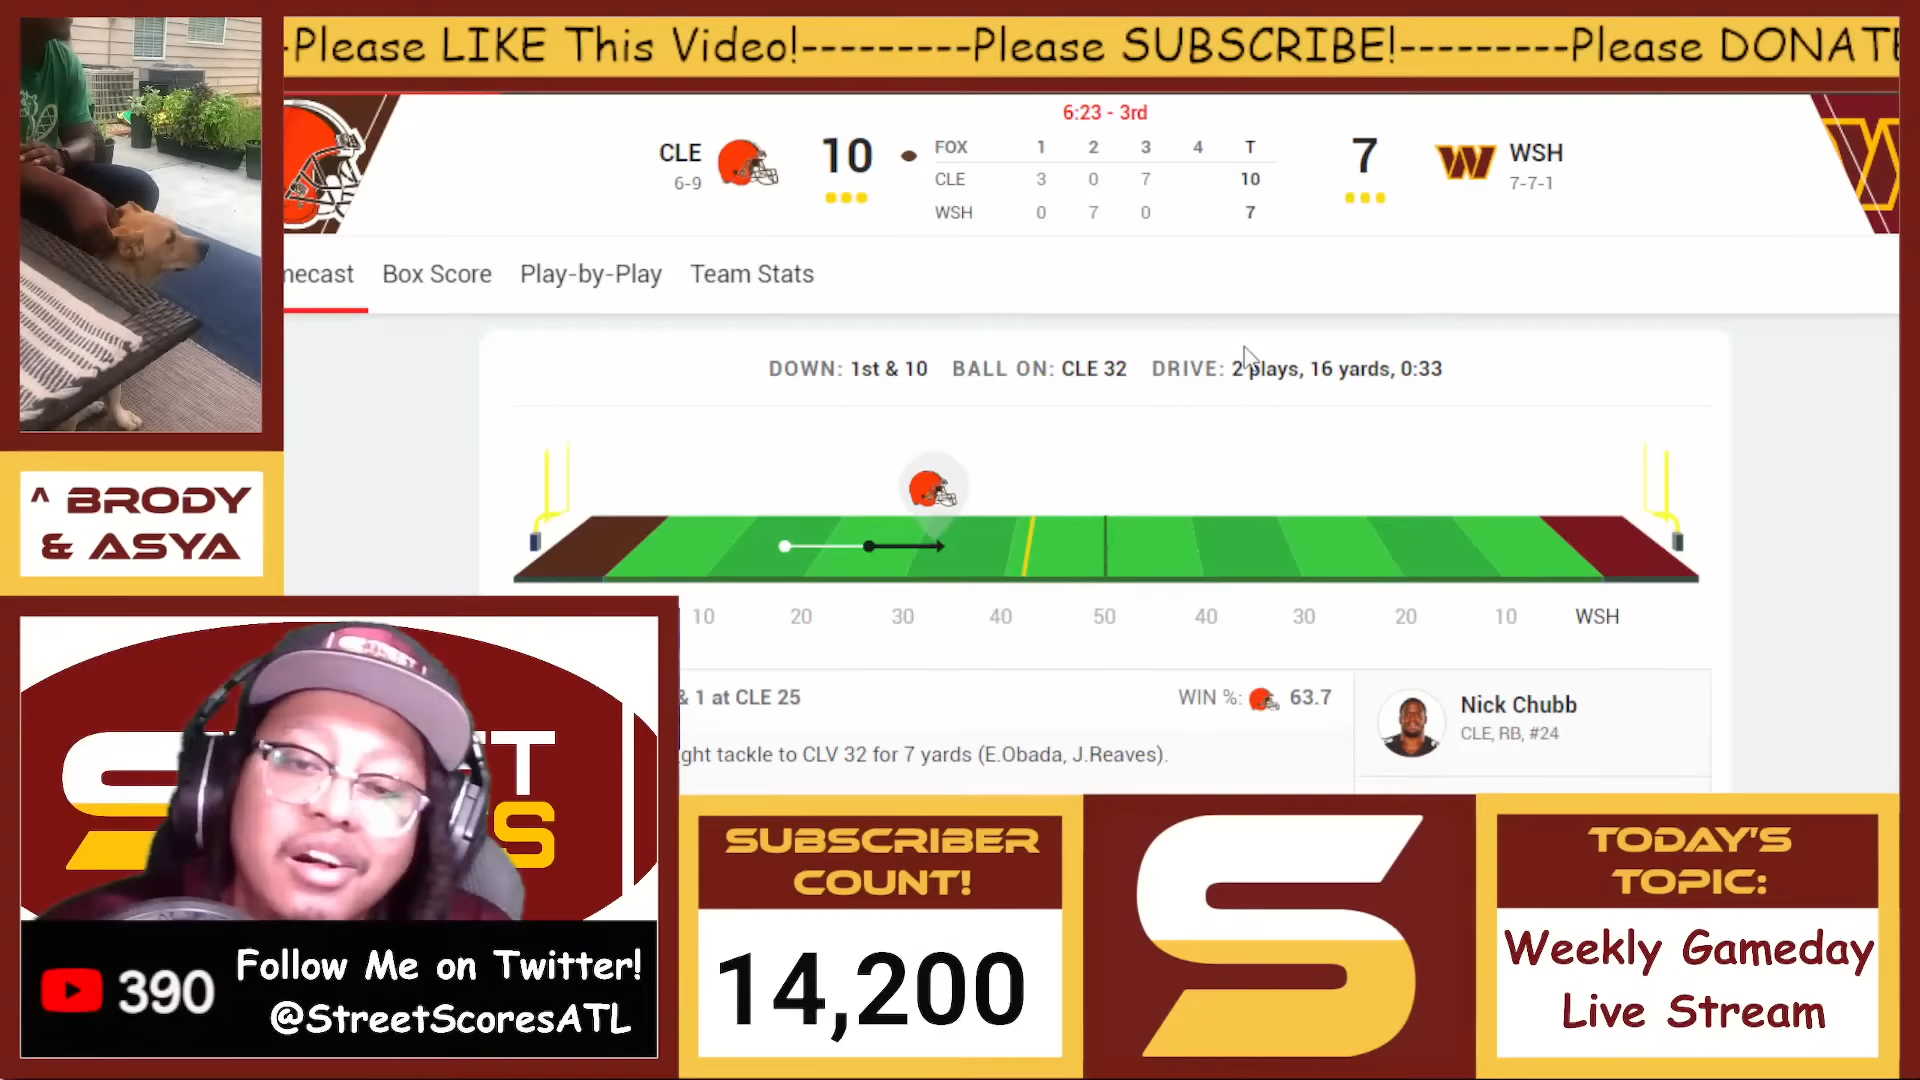 -Please LIKE This Video!---------Please SUBSCRIBE!---------Please DONATE
6:23 - 3rd
CLE
6-9
10
FOX 1 2 3 4 T
CLE 3 0 7 10
WSH 0 7 0 7
7
WSH
7-7-1
mecast Box Score Play-by-Play Team Stats
DOWN: 1st & 10 BALL ON: CLE 32 DRIVE: 2 plays, 16 yards, 0:33
10 20 30 40 50 40 30 20 10 WSH
& 1 at CLE 25
WIN %: 63.7
ght tackle to CLV 32 for 7 yards (E.Obada, J.Reaves).
Nick Chubb
CLE, RB, #24
^ BRODY
& ASYA
390
Follow Me on Twitter!
@StreetScoresATL
SUBSCRIBER
COUNT!
14,200
S
TODAY'S
TOPIC:
Weekly Gameday
Live Stream